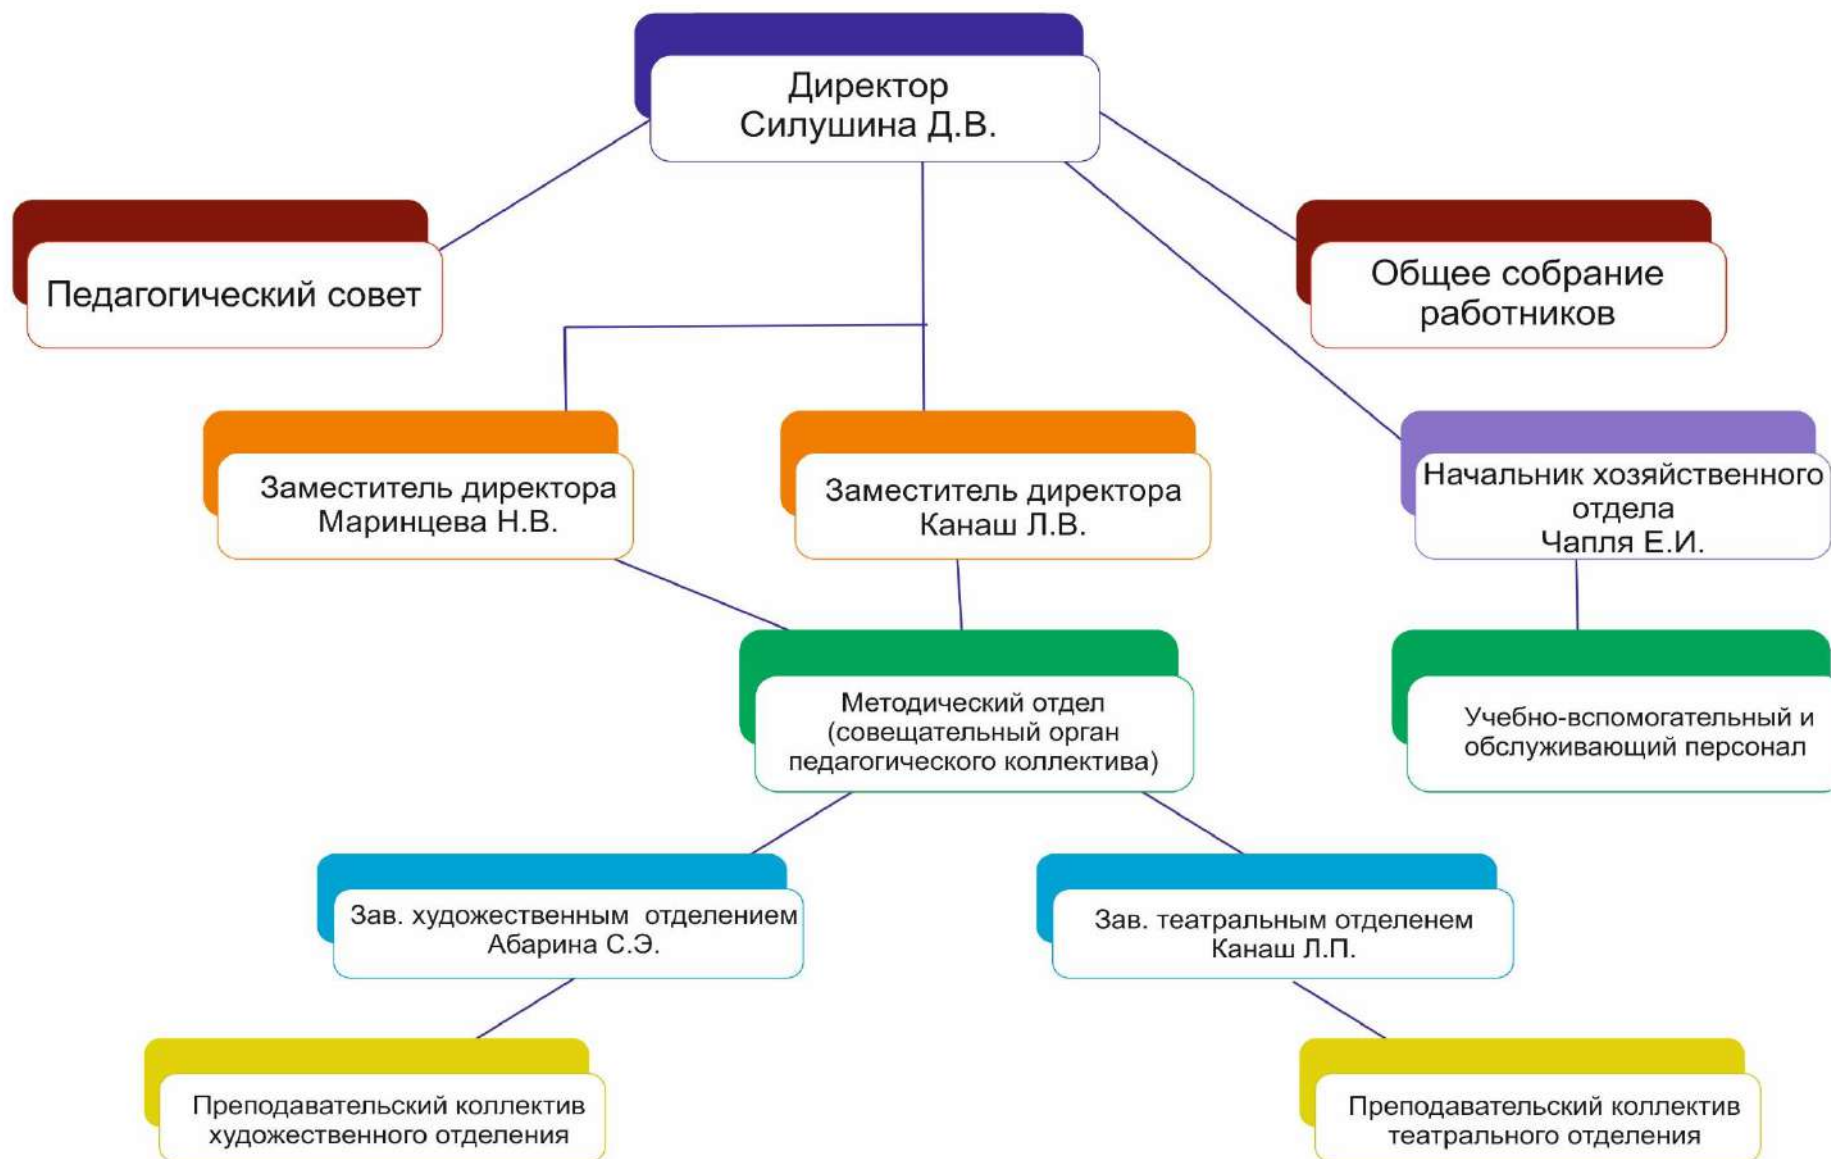 Директор
Силушина Д.В.
Педагогический совет
Общее собрание
работников
Заместитель директора
Маринцева Н.В.
Заместитель директора
Канаш Л.В.
Начальник хозяйственного
отдела
Чапля Е.И.
Методический отдел
(совещательный орган
педагогического коллектива)
Учебно-вспомогательный и
обслуживающий персонал
Зав. художественным отделением
Абарина С.Э.
Зав. театральным отделенем
Канаш Л.П.
Преподавательский коллектив
художественного отделения
Преподавательский коллектив
театрального отделения